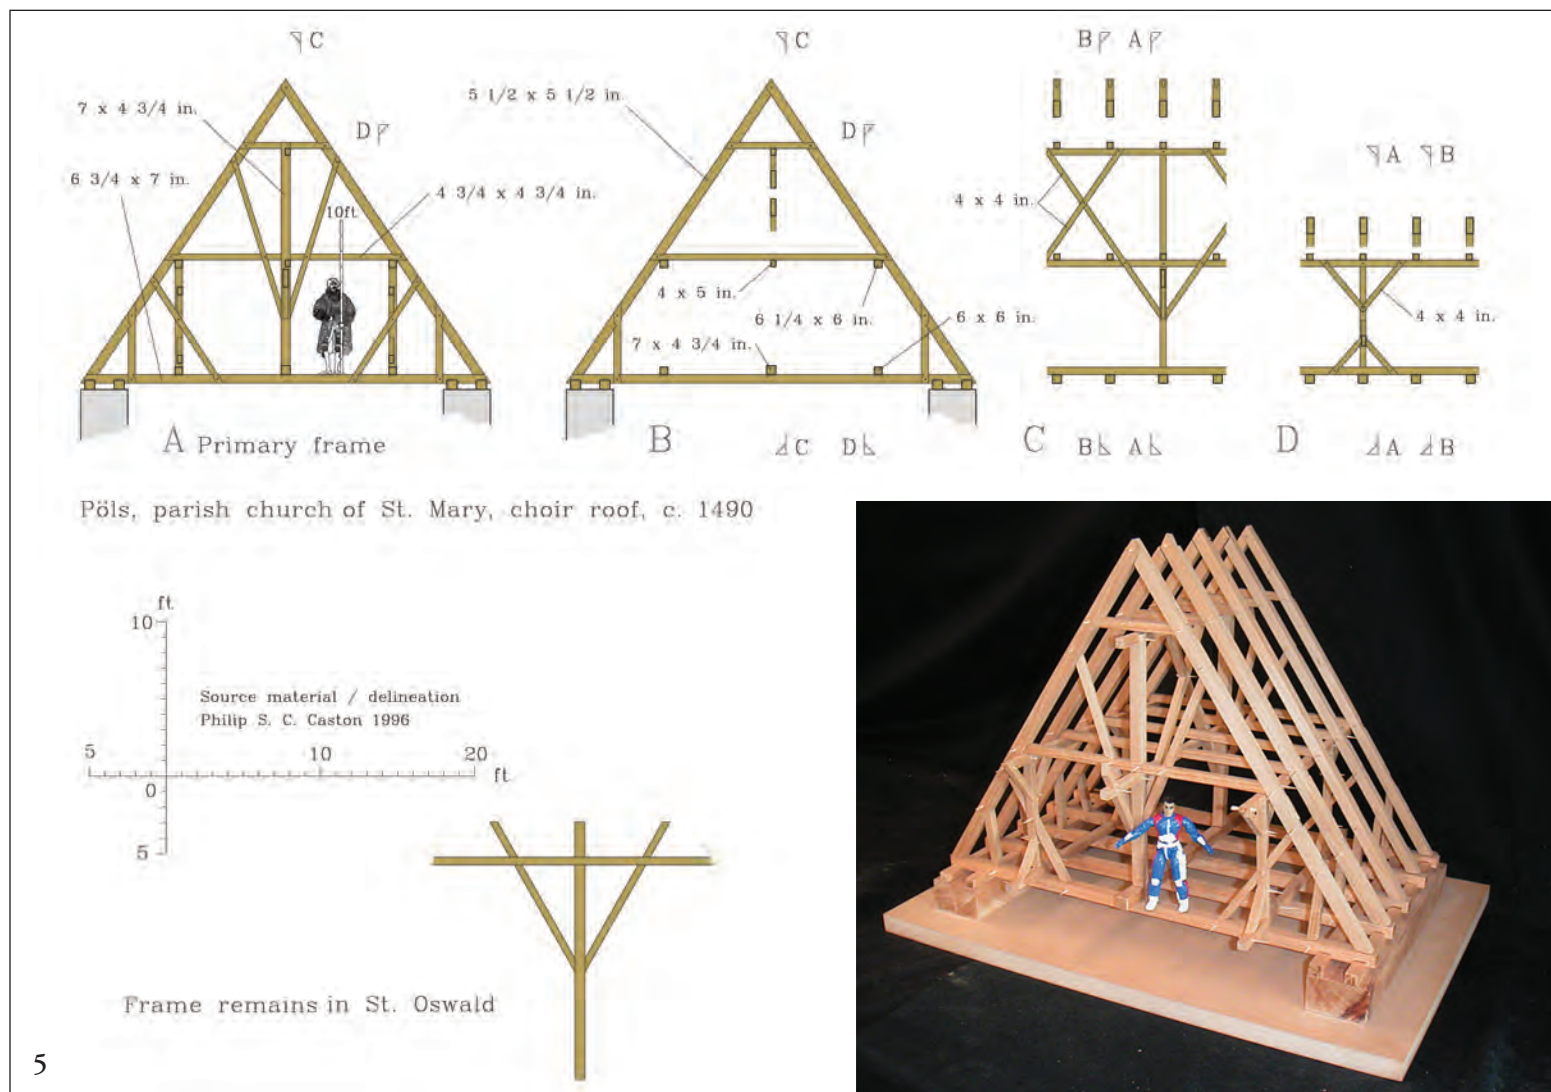 C
C
B A
7 x 4 3/4 in.
5 1/2 x 5 1/2 in.
D
D
A B
6 3/4 x 7 in.
4 3/4 x 4 3/4 in.
10ft
4 x 4 in.
4 x 5 in.
6 1/4 x 6 in.
6 x 6 in.
4 x 4 in.
7 x 4 3/4 in.
A Primary frame
B
C D
C
B A
D
A B
Pöls, parish church of St. Mary, choir roof, c. 1490
ft
10
Source material / delineation
Philip S. C. Caston 1996
5 10 20
ft
0
5
Frame remains in St. Oswald
5